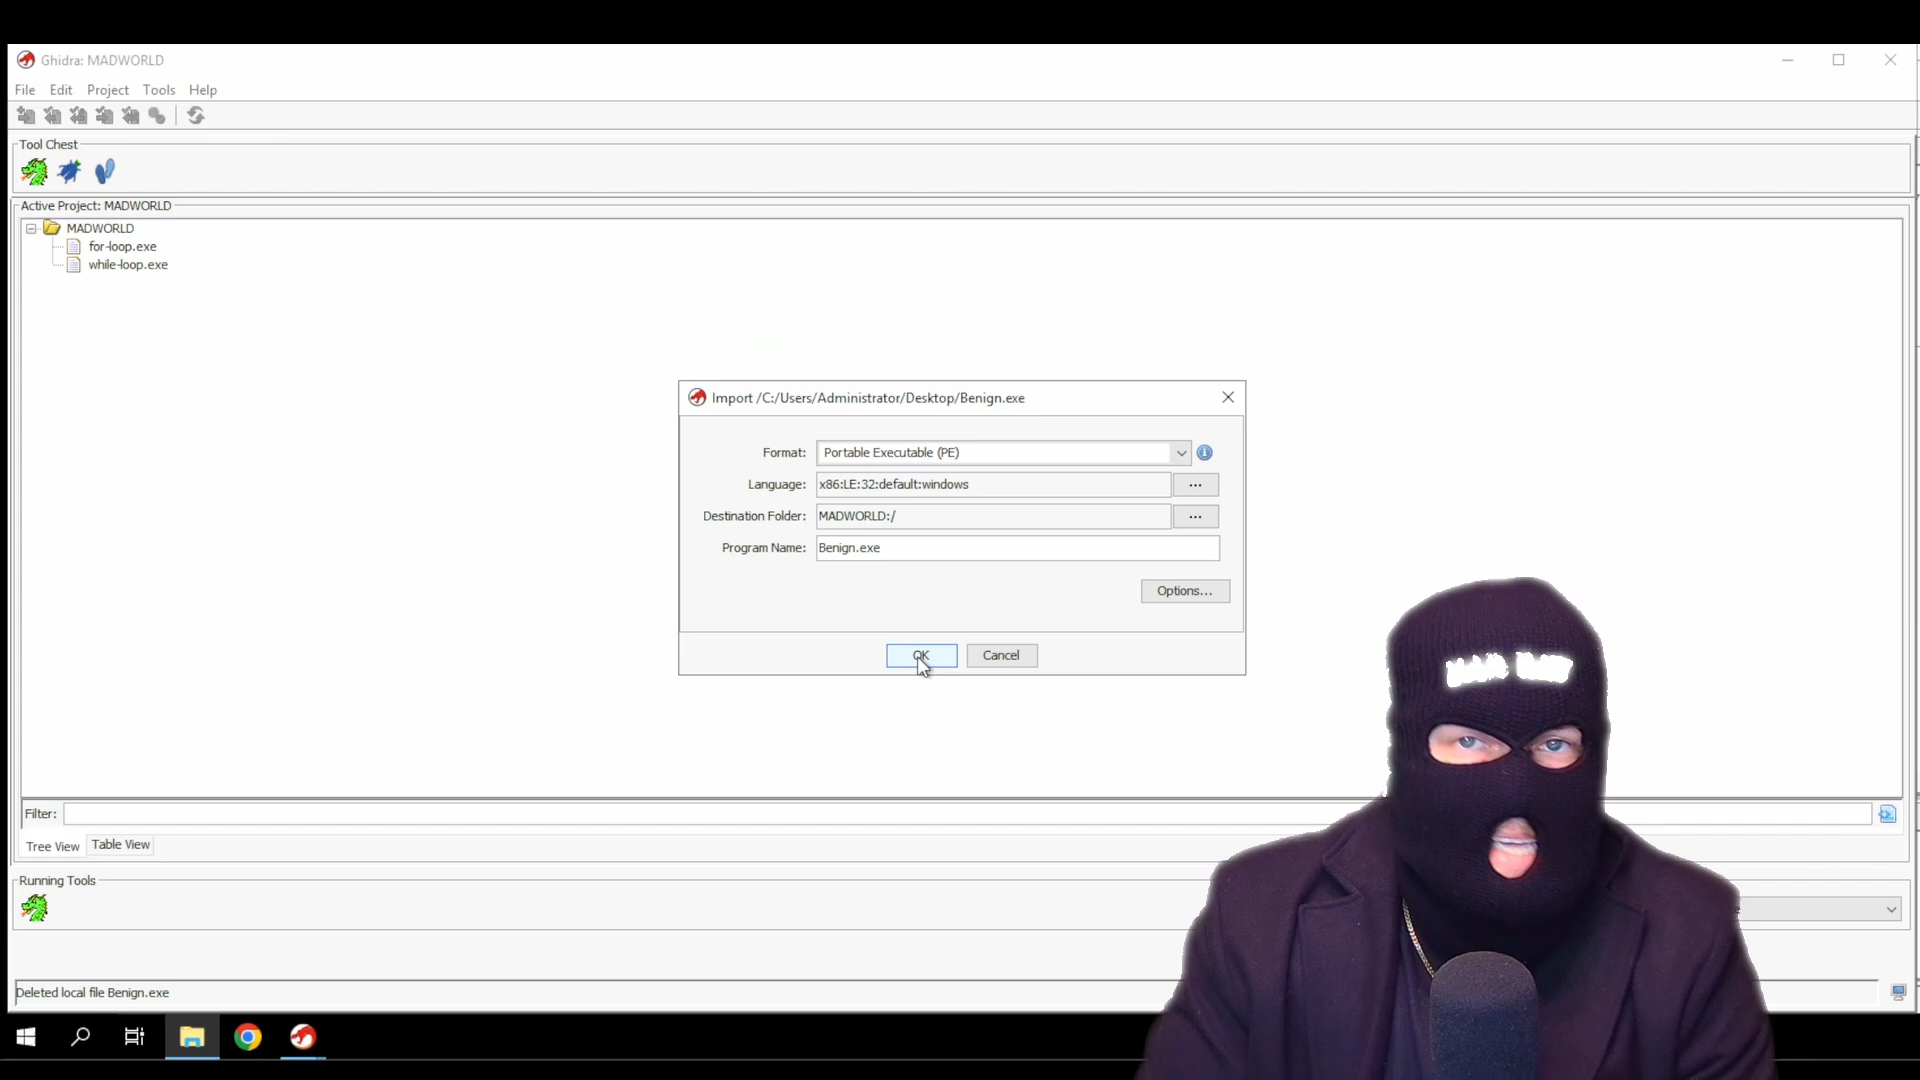 Ghidra: MADWORLD
File Edit Project Tools Help
Tool Chest
Active Project: MADWORLD
MADWORLD
for-loop.exe
while-loop.exe
Import /C:/Users/Administrator/Desktop/Benign.exe
Format: Portable Executable (PE)
Language: x86:LE:32:default:windows ...
Destination Folder: MADWORLD:/ ...
Program Name: Benign.exe
Options...
OK Cancel
Filter:
Tree View Table View
Running Tools
Deleted local file Benign.exe